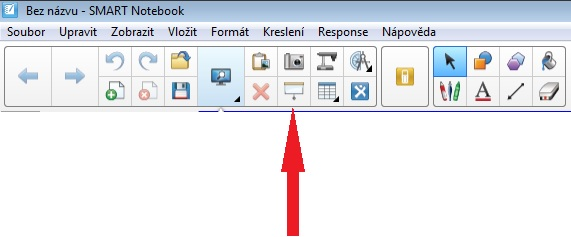 Bez názvu - SMART Notebook
Soubor Upravit Zobrazit Vložit Formát Kreslení Response Nápověda
A